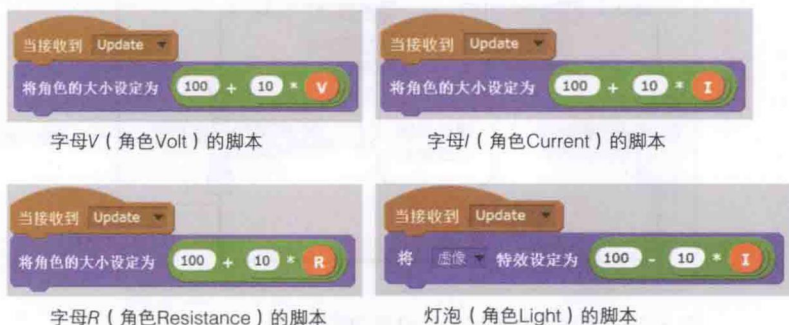 当接收到 Update
将角色的大小设定为 100 + 10 * V
字母V（角色Volt）的脚本
当接收到 Update
将角色的大小设定为 100 + 10 * I
字母I（角色Current）的脚本
当接收到 Update
将角色的大小设定为 100 + 10 * R
字母R（角色Resistance）的脚本
当接收到 Update
将 虚像 特效设定为 100 - 10 * I
灯泡（角色Light）的脚本